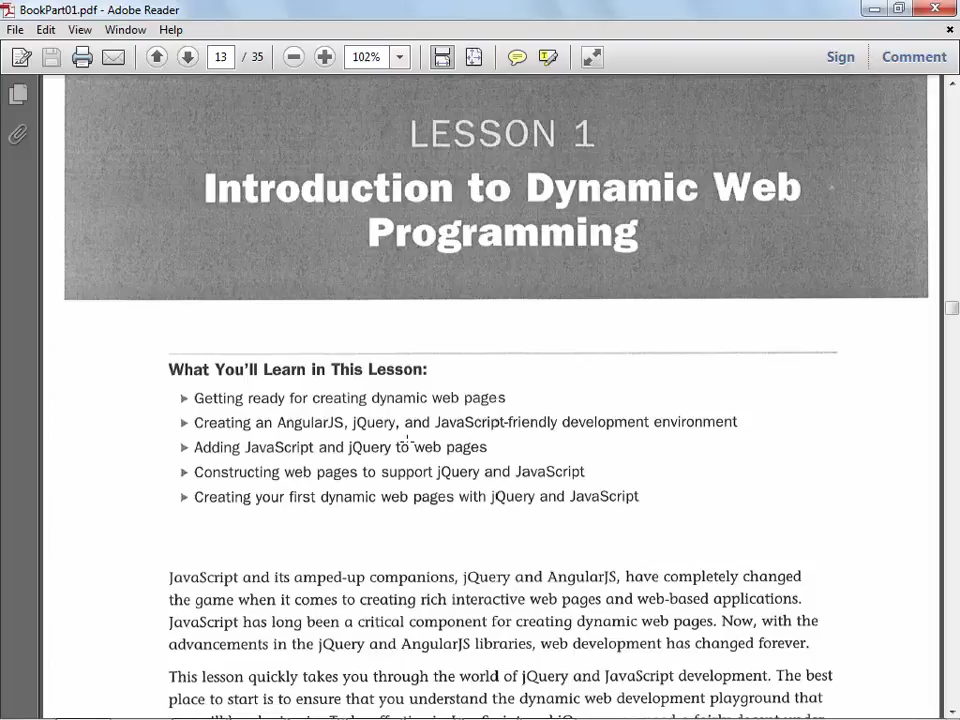 BookPart01.pdf - Adobe Reader
File Edit View Window Help
13 / 35 102% Sign Comment
LESSON 1
Introduction to Dynamic Web
Programming
What You'll Learn in This Lesson:
Getting ready for creating dynamic web pages
Creating an AngularJS, jQuery, and JavaScript-friendly development environment
Adding JavaScript and jQuery to web pages
Constructing web pages to support jQuery and JavaScript
Creating your first dynamic web pages with jQuery and JavaScript
JavaScript and its amped-up companions, jQuery and AngularJS, have completely changed
the game when it comes to creating rich interactive web pages and web-based applications.
JavaScript has long been a critical component for creating dynamic web pages. Now, with the
advancements in the jQuery and AngularJS libraries, web development has changed forever.
This lesson quickly takes you through the world of jQuery and JavaScript development. The best
place to start is to ensure that you understand the dynamic web development playground that